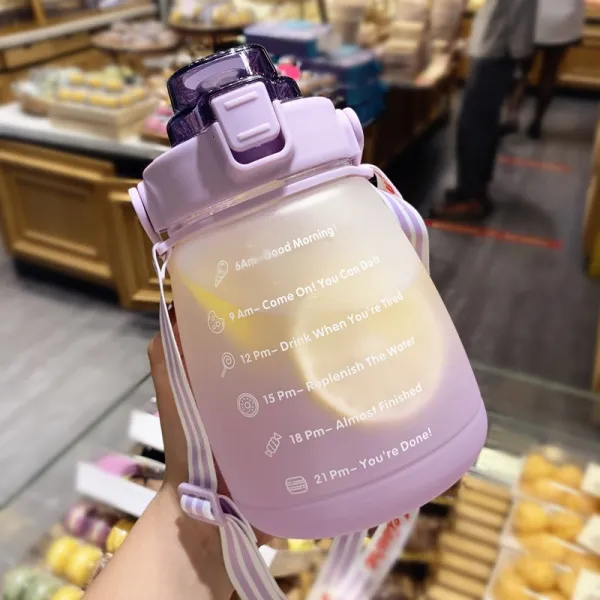 6Am– Good Morning!
9 Am– Come On! You Can Do It
12 Pm– Drink When You're Tired
15 Pm– Replenish The Water
18 Pm– Almost Finished
21 Pm– You're Done!